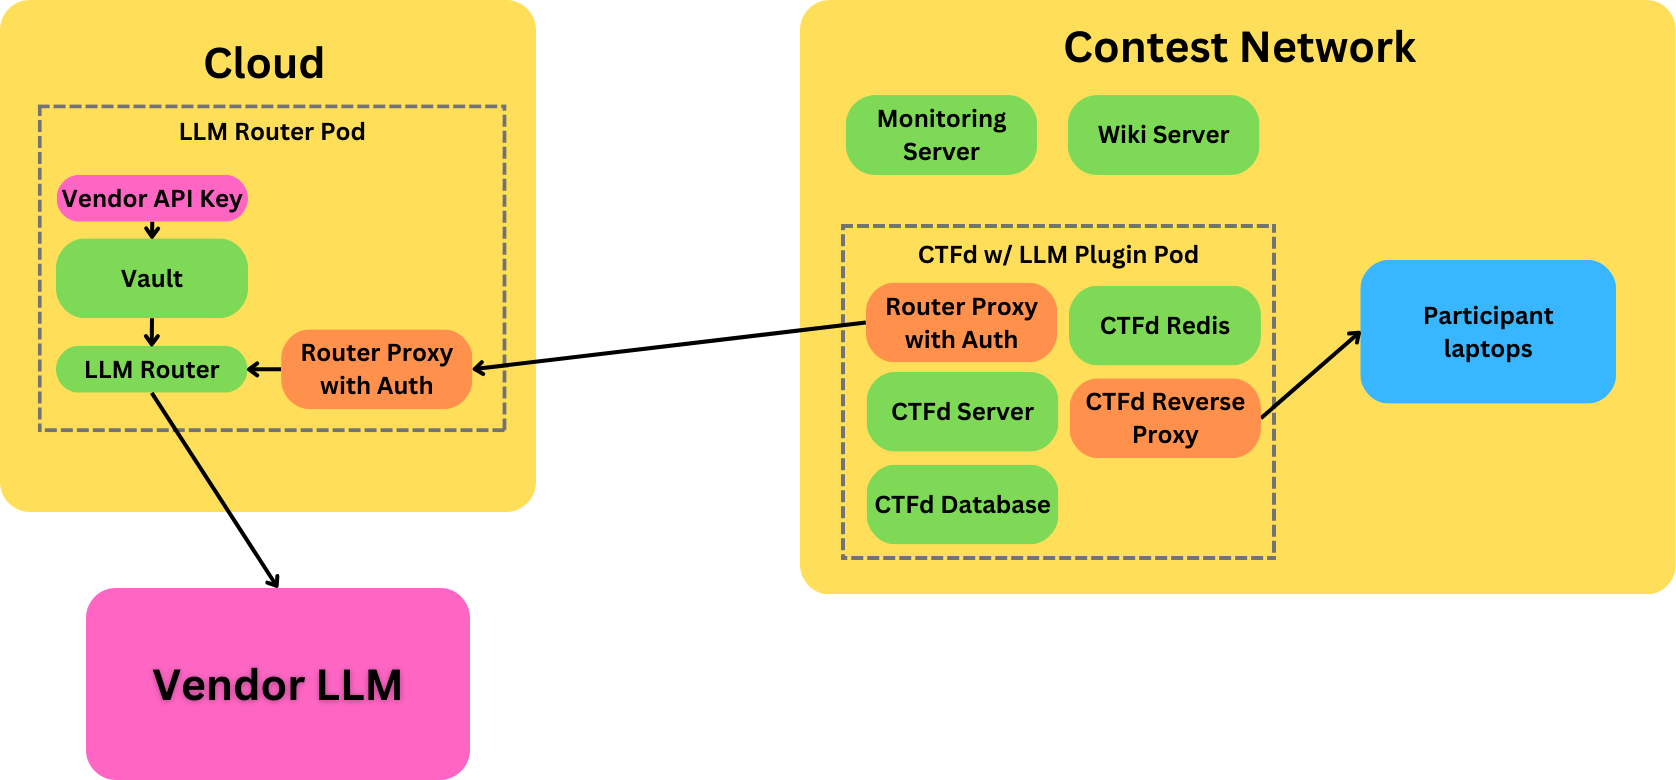 Cloud
LLM Router Pod
Vendor API Key
Vault
LLM Router
Router Proxy
with Auth
Vendor LLM
Contest Network
Monitoring
Server
Wiki Server
CTFd w/ LLM Plugin Pod
Router Proxy
with Auth
CTFd Redis
CTFd Server
CTFd Reverse
Proxy
CTFd Database
Participant
laptops